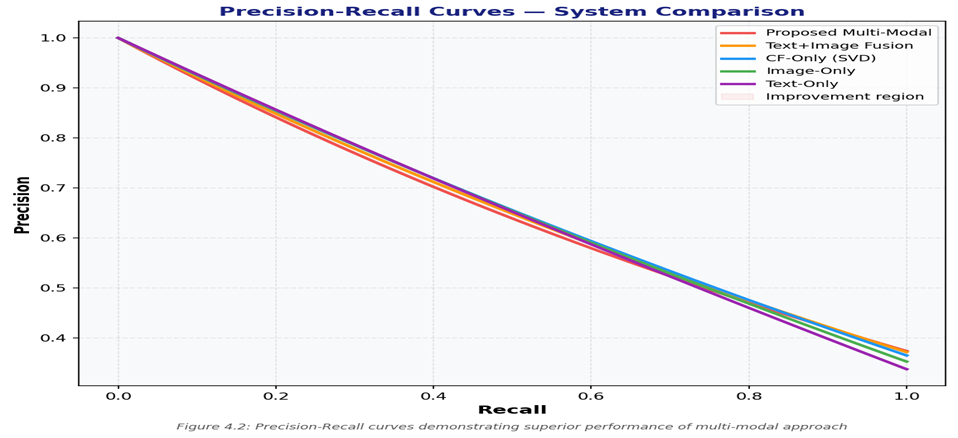 Precision-Recall Curves — System Comparison
Proposed Multi-Modal
Text+Image Fusion
CF-Only (SVD)
Image-Only
Text-Only
Improvement region
Precision
1.0
0.9
0.8
0.7
0.6
0.5
0.4
0.0 0.2 0.4 0.6 0.8 1.0
Recall
Figure 4.2: Precision-Recall curves demonstrating superior performance of multi-modal approach